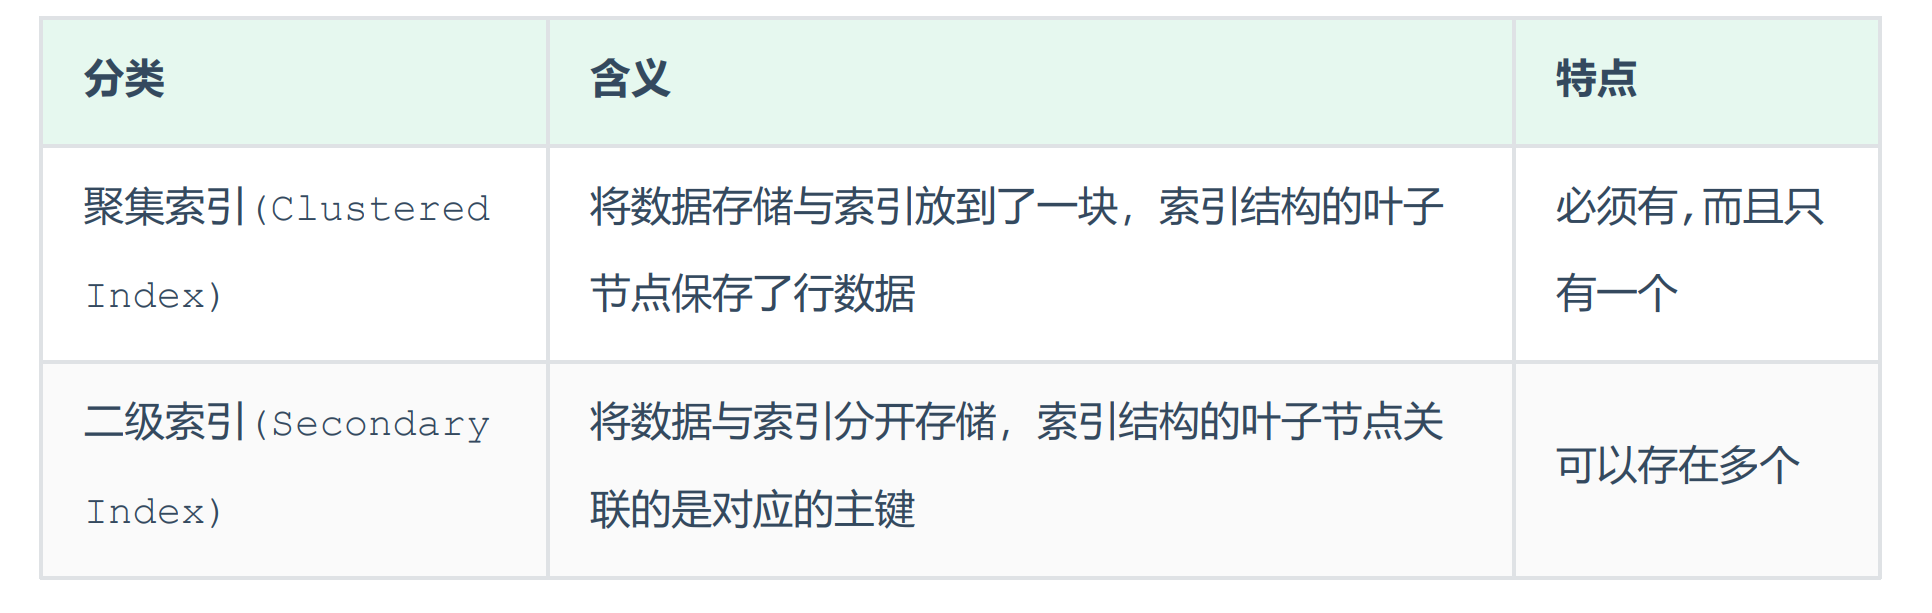 分类
含义
特点
聚集索引(Clustered
Index)
将数据存储与索引放到了一块，索引结构的叶子
节点保存了行数据
必须有,而且只
有一个
二级索引(Secondary
Index)
将数据与索引分开存储，索引结构的叶子节点关
联的是对应的主键
可以存在多个